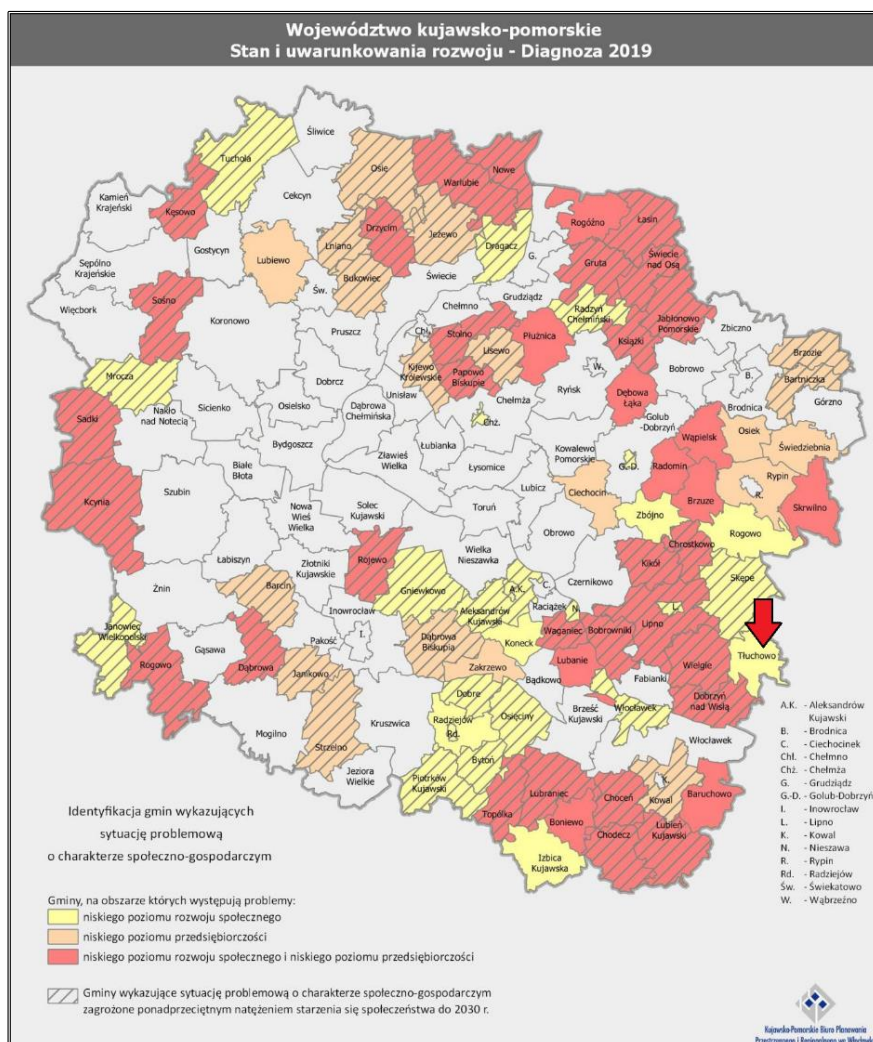 Województwo kujawsko-pomorskie
Stan i uwarunkowania rozwoju - Diagnoza 2019
Śliwice
Tuchola
Osie
Nowe
Warlubie
Kamień
Krajeński
Cekcyn
Kęsowo
Rogóźno
Łasin
Drzycim
Jeżewo
Dragacz
Gostycyn
Lniano
Lubiewo
G.
Sępólno
Krajeńskie
Gruta
Świecie
nad Osą
Bukowiec
Świecie
Św.
Sośno
Więcbork
Grudziądz
Chełmno
Radzyń
Chełmiński
Koronowo
Pruszcz
Chł.
Stolno
Płużnica
Jabłonowo
Pomorskie
Zbiczno
Książki
Lisewo
Brzozie
Kijewo
Królewskie
Papowo
Biskupie
W.
Bobrowo
B.
Bartniczka
Mrocza
Dobrcz
Unisław
Chełmża
Ryńsk
Dębowa
Łąka
Brodnica
Górzno
Nakło
nad Notecią
Sicienko
Osielsko
Dąbrowa
Chełmińska
Chż.
Golub
-Dobrzyń
Sadki
Wąpielsk
Osiek
Świedziebnia
Bydgoszcz
Łubianka
Kowalewo
Pomorskie
G.-D.
Radomin
Zławieś
Wielka
Łysomice
Białe
Błota
Rypin
R.
Kcynia
Szubin
Ciechocin
Brzuze
Skrwilno
Lubicz
Nowa
Wieś
Wielka
Solec
Kujawski
Toruń
Zbójno
Rogowo
Obrowo
Chrostkowo
Łabiszyn
Rojewo
Wielka
Nieszawka
Kikół
Złotniki
Kujawskie
Czernikowo
Skępe
Żnin
Barcin
Gniewkowo
A.K.
C.
Aleksandrów
Kujawski
Raciążek
N.
L.
Inowrocław
Janowiec
Wielkopolski
Pakość
I.
Koneck
Waganiec
Bobrowniki
Lipno
Rogowo
Gąsawa
Dąbrowa
Dąbrowa
Biskupia
Tłuchowo
Janikowo
Zakrzewo
Lubanie
Wielgie
Fabianki
Bądkowo
Dobre
Dobrzyń
nad Wisłą
Brześć
Kujawski
Włocławek
Radziejów
Rd.
Osięciny
Mogilno
Kruszwica
Strzelno
Włocławek
Bytoń
Jeziora
Wielkie
Piotrków
Kujawski
K.
Kowal
Baruchowo
Lubraniec
Choceń
Topólka
Boniewo
Chodecz
Lubień
Kujawski
Izbica
Kujawska
A.K. - Aleksandrów
Kujawski
B. - Brodnica
C. - Ciechocinek
Chł. - Chełmno
Chż. - Chełmża
G. - Grudziądz
G.-D. - Golub-Dobrzyń
I. - Inowrocław
L. - Lipno
K. - Kowal
N. - Nieszawa
R. - Rypin
Rd. - Radziejów
Św. - Świekatowo
W. - Wąbrzeźno
Identyfikacja gmin wykazujących
sytuację problemową
o charakterze społeczno-gospodarczym
Gminy, na obszarze których występują problemy:
niskiego poziomu rozwoju społecznego
niskiego poziomu przedsiębiorczości
niskiego poziomu rozwoju społecznego i niskiego poziomu przedsiębiorczości
Gminy wykazujące sytuację problemową o charakterze społeczno-gospodarczym
zagrożone ponadprzeciętnym natężeniem starzenia się społeczeństwa do 2030 r.
Kujawsko-Pomorskie Biuro Planowania
Przestrzennego i Regionalnego we Włocławku